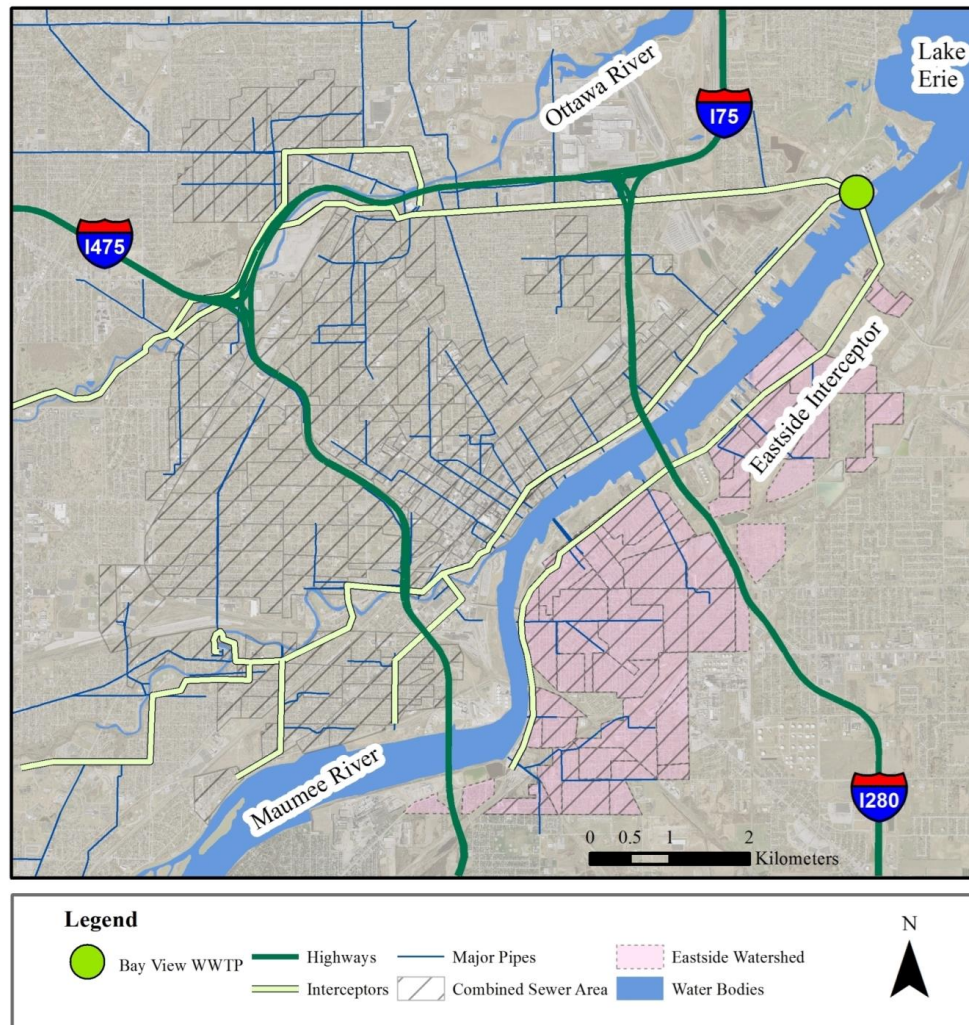 Lake
Erie
Ottawa River
I75
I475
Eastside Interceptor
Maumee River
I280
0 0.5 1 2
Kilometers
Legend
N
Bay View WWTP
Highways
Major Pipes
Eastside Watershed
Interceptors
Combined Sewer Area
Water Bodies